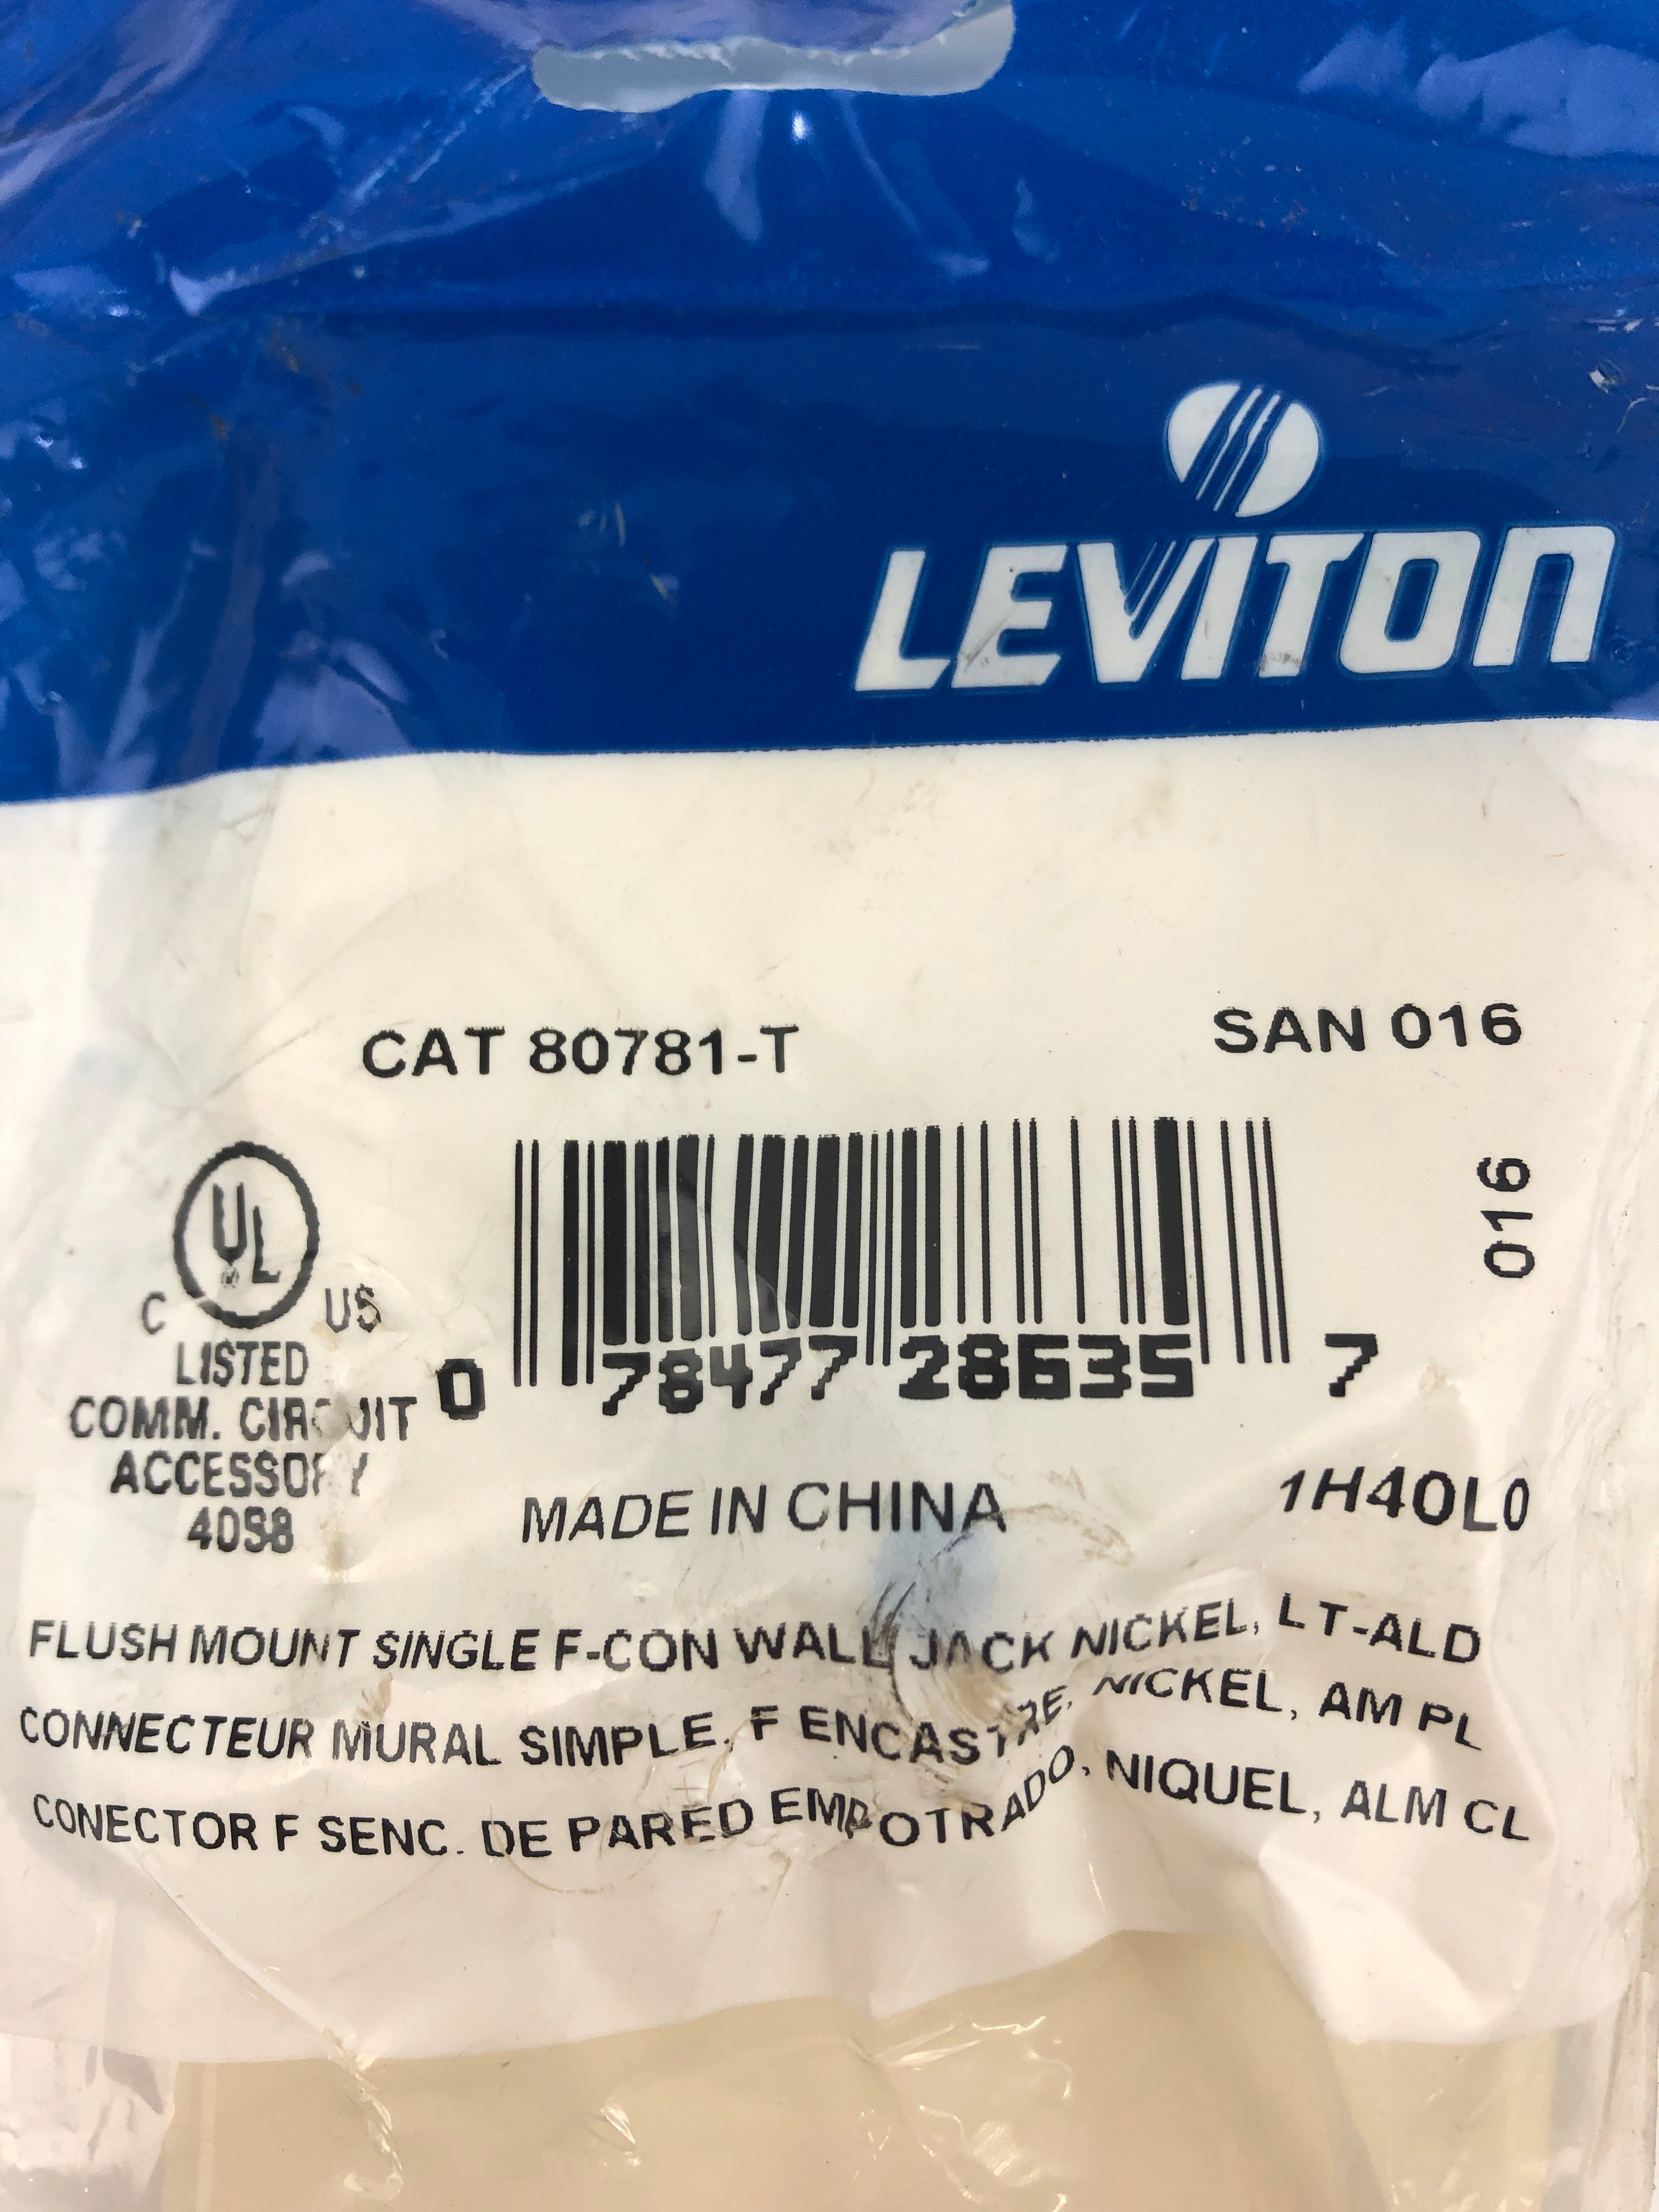 LEVITON
CAT 80781-T
SAN 016
016
UL
C US
LISTED
COMM. CIRCUIT
ACCESSORY
40S8
0 78477 28635 7
MADE IN CHINA
1H40L0
FLUSH MOUNT SINGLE F-CON WALL JACK NICKEL, LT-ALD
CONNECTEUR MURAL SIMPLE, F ENCASTRE, NICKEL, AM PL
CONECTOR F SENC. DE PARED EMPOTRADO, NIQUEL, ALM CL